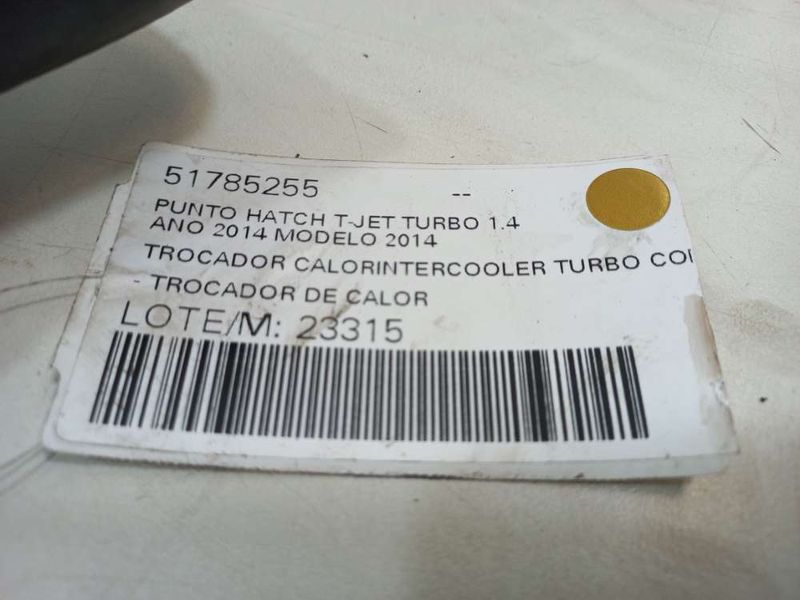 51785255 --
PUNTO HATCH T-JET TURBO 1.4
ANO 2014 MODELO 2014
TROCADOR CALORINTERCOOLER TURBO
- TROCADOR DE CALOR
LOTE/M: 23315